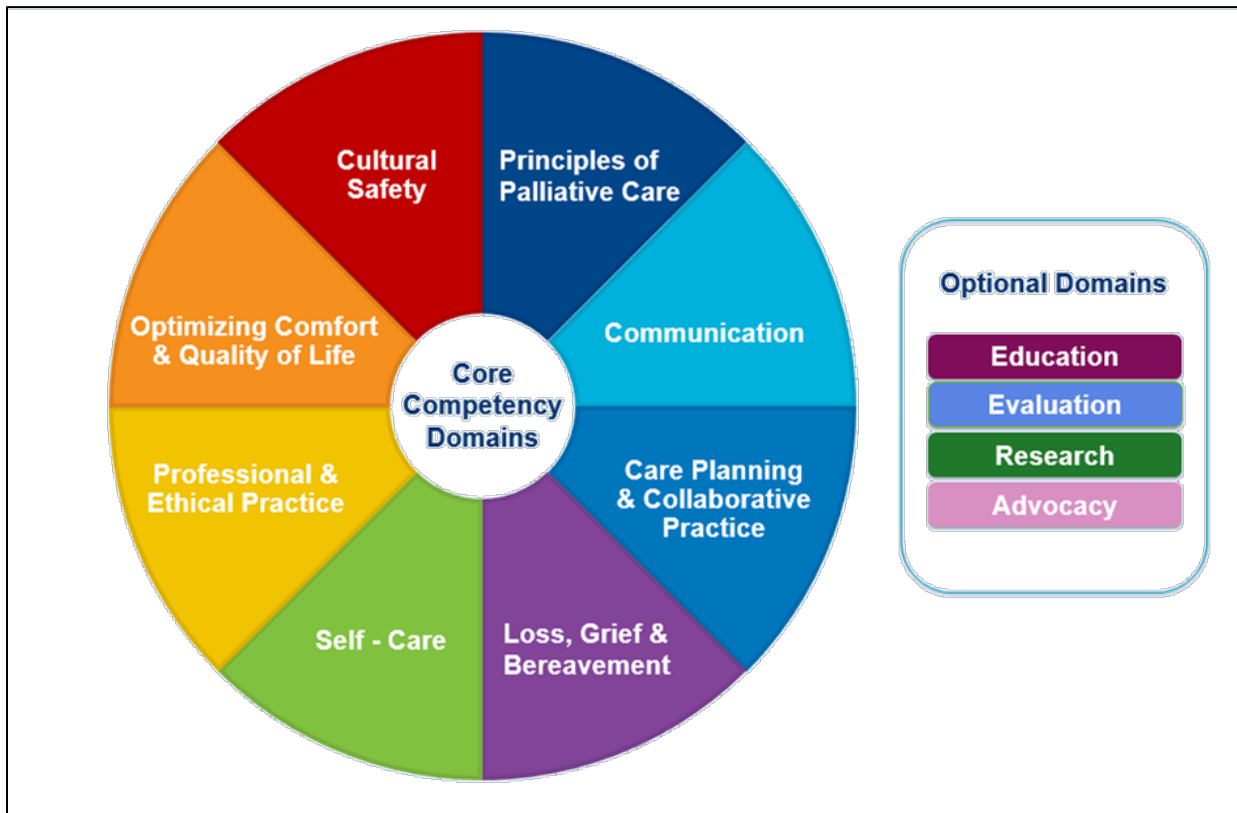 Core
Competency
Domains
Principles of
Palliative Care
Communication
Care Planning
& Collaborative
Practice
Loss, Grief &
Bereavement
Self - Care
Professional &
Ethical Practice
Optimizing Comfort
& Quality of Life
Cultural
Safety
Optional Domains
Education
Evaluation
Research
Advocacy